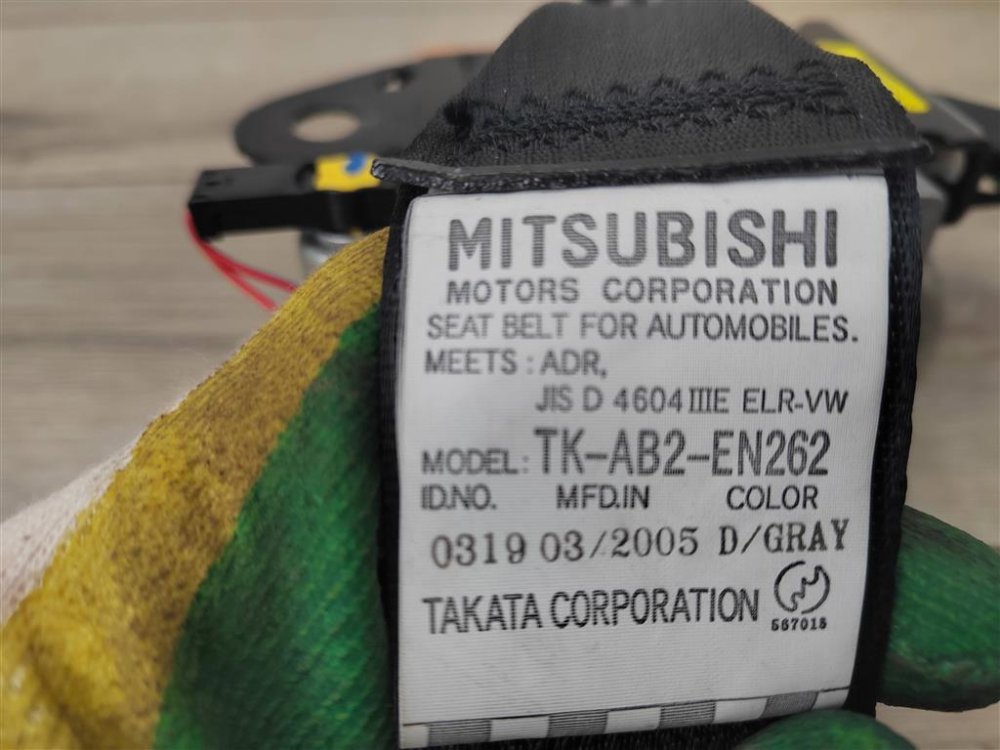 MITSUBISHI
MOTORS CORPORATION
SEAT BELT FOR AUTOMOBILES.
MEETS : ADR,
JIS D 4604 IIIE ELR-VW
MODEL: TK-AB2-EN262
ID.NO. MFD.IN COLOR
0319 03/2005 D/GRAY
TAKATA CORPORATION
567015